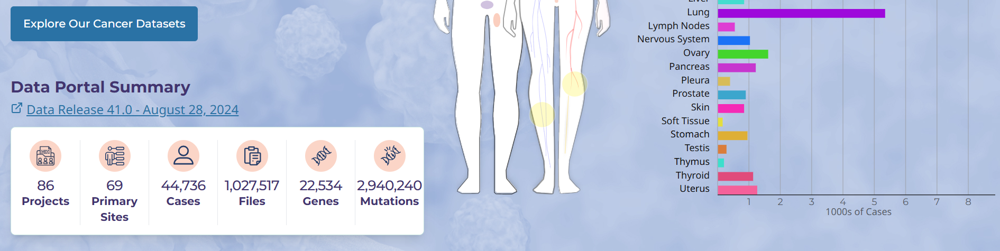 Explore Our Cancer Datasets
Data Portal Summary
Data Release 41.0 - August 28, 2024
86
Projects
69
Primary
Sites
44,736
Cases
1,027,517
Files
22,534
Genes
2,940,240
Mutations
Liver
Lung
Lymph Nodes
Nervous System
Ovary
Pancreas
Pleura
Prostate
Skin
Soft Tissue
Stomach
Testis
Thymus
Thyroid
Uterus
1 2 3 4 5 6 7 8
1000s of Cases